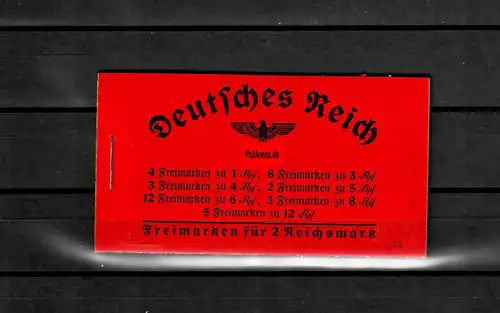 Deutsches Reich
PhilArena.de
4 Freimarken zu 1 Rpf, 6 Freimarken zu 3 Rpf
3 Freimarken zu 4 Rpf, 2 Freimarken zu 5 Rpf
12 Freimarken zu 6 Rpf, 3 Freimarken zu 8 Rpf
5 Freimarken zu 12 Rpf
Freimarken für 2 Reichsmark